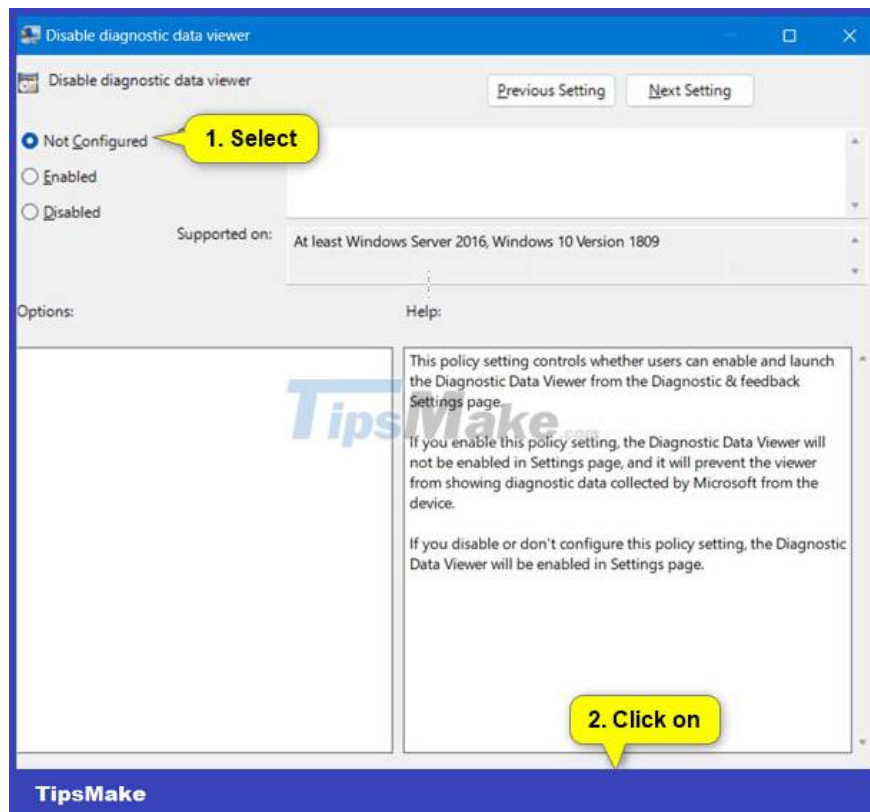 Disable diagnostic data viewer
Disable diagnostic data viewer
Previous Setting
Next Setting
Not Configured
1. Select
Enabled
Disabled
Supported on:
At least Windows Server 2016, Windows 10 Version 1809
Options:
Help:
This policy setting controls whether users can enable and launch
the Diagnostic Data Viewer from the Diagnostic & feedback
Settings page.
If you enable this policy setting, the Diagnostic Data Viewer will
not be enabled in Settings page, and it will prevent the viewer
from showing diagnostic data collected by Microsoft from the
device.
If you disable or don't configure this policy setting, the Diagnostic
Data Viewer will be enabled in Settings page.
TipsMake.com
2. Click on
TipsMake